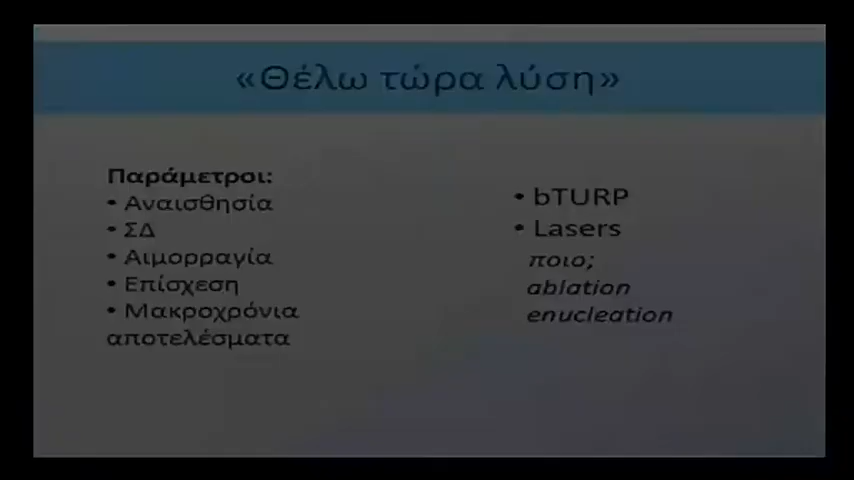 «Θέλω τώρα λύση»
Παράμετροι:
• Αναισθησία
• ΣΔ
• Αιμορραγία
• Επίσχεση
• Μακροχρόνια
αποτελέσματα
• bTURP
• Lasers
ποιο;
ablation
enucleation